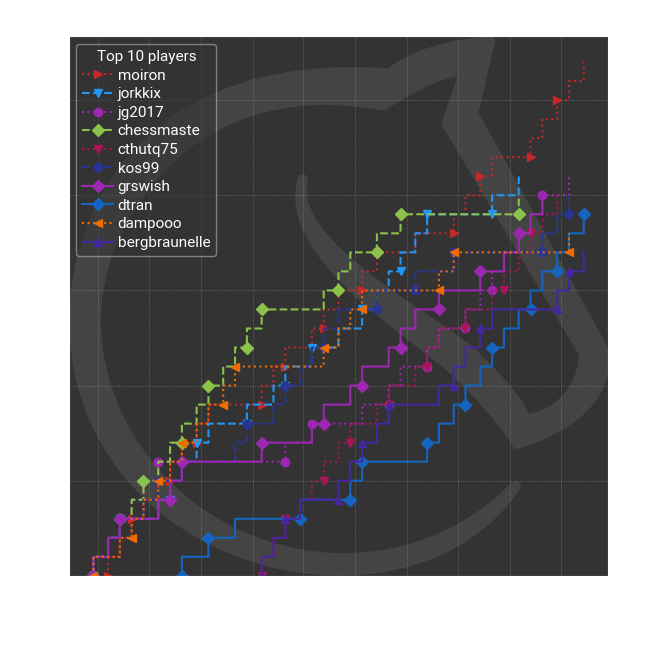 Top 10 players
moiron
jorkkix
jg2017
chessmaste
cthutq75
kos99
grswish
dtran
dampooo
bergbraunelle